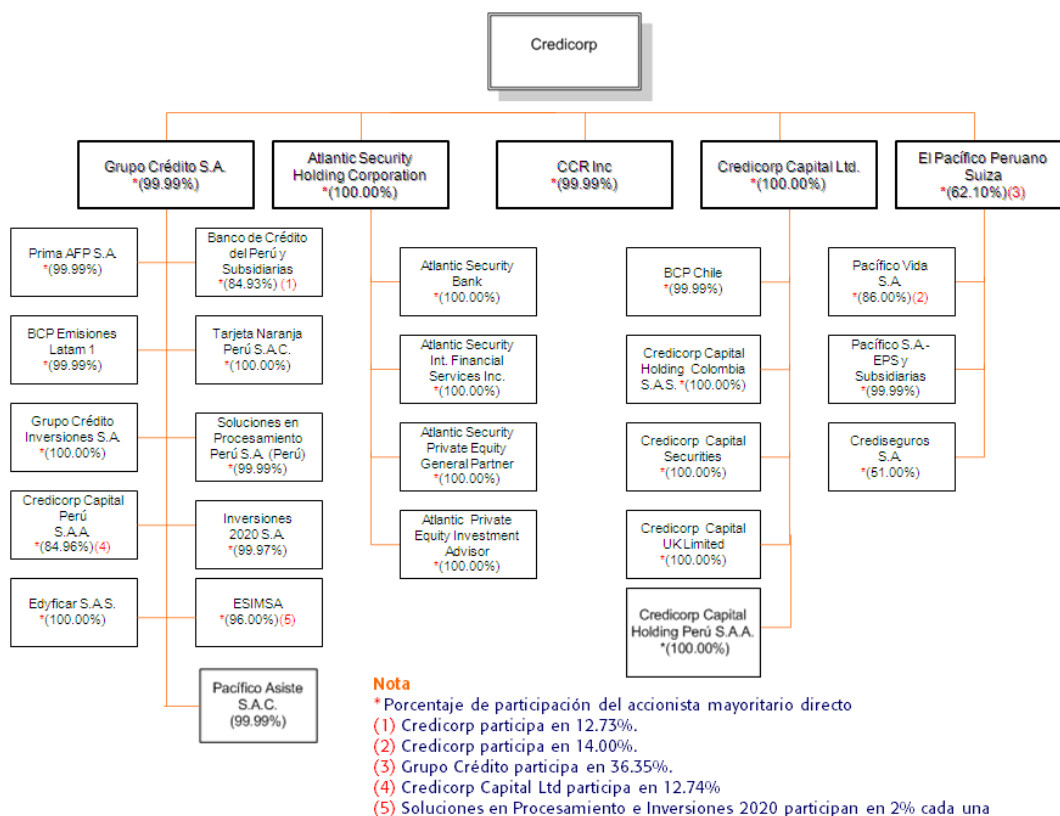 Credicorp
Grupo Crédito S.A.
*(99.99%)
Atlantic Security
Holding Corporation
*(100.00%)
CCR Inc
*(99.99%)
Credicorp Capital Ltd.
*(100.00%)
El Pacífico Peruano
Suiza
*(62.10%)(3)
Prima AFP S.A.
*(99.99%)
Banco de Crédito
del Perú y
Subsidiarias
*(84.93%) (1)
BCP Emisiones
Latam 1
*(99.99%)
Tarjeta Naranja
Perú S.A.C.
*(100.00%)
Grupo Crédito
Inversiones S.A.
*(100.00%)
Soluciones en
Procesamiento
Perú S.A. (Perú)
*(99.99%)
Credicorp Capital
Perú
S.A.A.
*(84.96%)(4)
Inversiones
2020 S.A.
*(99.97%)
Edyficar S.A.S.
*(100.00%)
ESIMSA
*(96.00%)(5)
Pacífico Asiste
S.A.C.
(99.99%)
Atlantic Security
Bank
*(100.00%)
Atlantic Security
Int. Financial
Services Inc.
*(100.00%)
Atlantic Security
Private Equity
General Partner
*(100.00%)
Atlantic Private
Equity Investment
Advisor
*(100.00%)
BCP Chile
*(99.99%)
Credicorp Capital
Holding Colombia
S.A.S. *(100.00%)
Credicorp Capital
Securities
*(100.00%)
Credicorp Capital
UK Limited
*(100.00%)
Credicorp Capital
Holding Perú S.A.A.
*(100.00%)
Pacífico Vida
S.A.
*(86.00%)(2)
Pacífico S.A.-
EPS y
Subsidiarias
*(99.99%)
Crediseguros
S.A.
*(51.00%)
Nota
*Porcentaje de participación del accionista mayoritario directo
(1) Credicorp participa en 12.73%.
(2) Credicorp participa en 14.00%.
(3) Grupo Crédito participa en 36.35%.
(4) Credicorp Capital Ltd participa en 12.74%
(5) Soluciones en Procesamiento e Inversiones 2020 participan en 2% cada una